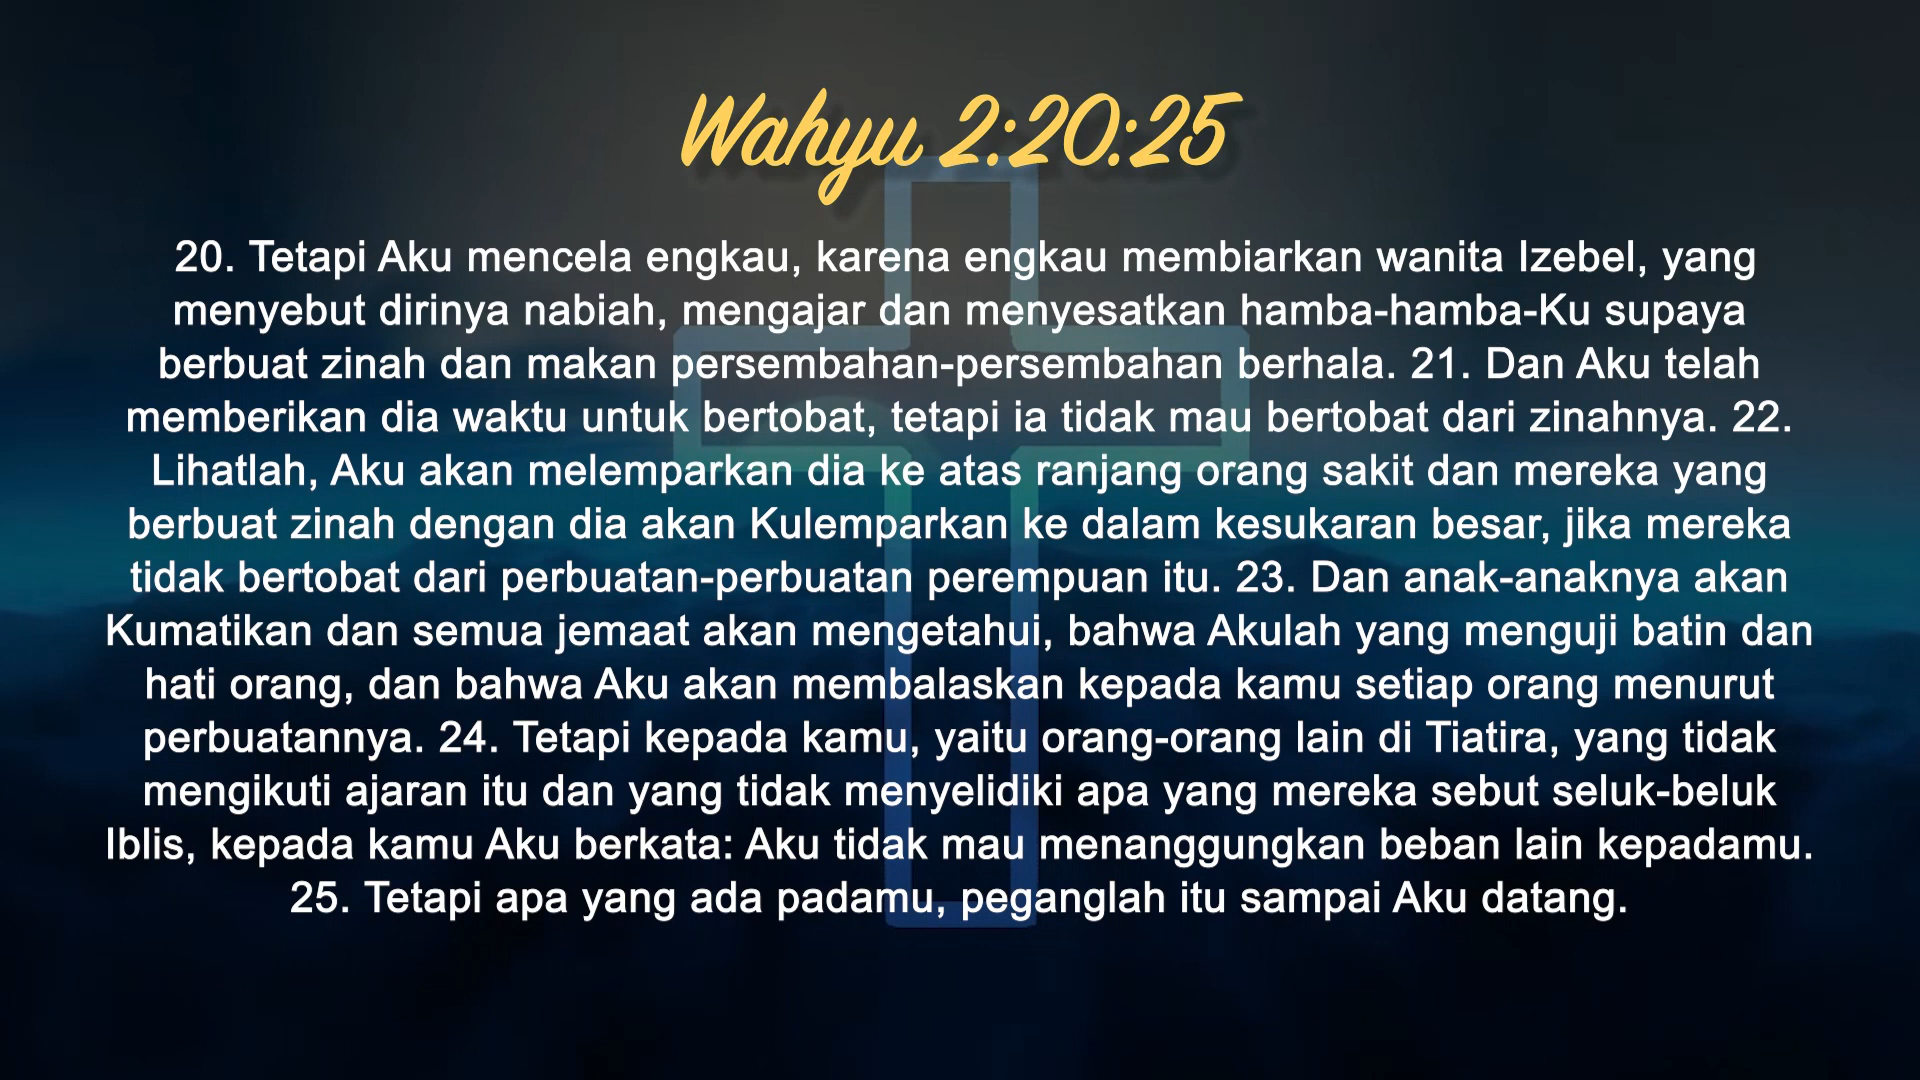 Wahyu 2:20:25
20. Tetapi Aku mencela engkau, karena engkau membiarkan wanita Izebel, yang
menyebut dirinya nabiah, mengajar dan menyesatkan hamba-hamba-Ku supaya
berbuat zinah dan makan persembahan-persembahan berhala. 21. Dan Aku telah
memberikan dia waktu untuk bertobat, tetapi ia tidak mau bertobat dari zinahnya. 22.
Lihatlah, Aku akan melemparkan dia ke atas ranjang orang sakit dan mereka yang
berbuat zinah dengan dia akan Kulemparkan ke dalam kesukaran besar, jika mereka
tidak bertobat dari perbuatan-perbuatan perempuan itu. 23. Dan anak-anaknya akan
Kumatikan dan semua jemaat akan mengetahui, bahwa Akulah yang menguji batin dan
hati orang, dan bahwa Aku akan membalaskan kepada kamu setiap orang menurut
perbuatannya. 24. Tetapi kepada kamu, yaitu orang-orang lain di Tiatira, yang tidak
mengikuti ajaran itu dan yang tidak menyelidiki apa yang mereka sebut seluk-beluk
Iblis, kepada kamu Aku berkata: Aku tidak mau menanggungkan beban lain kepadamu.
25. Tetapi apa yang ada padamu, peganglah itu sampai Aku datang.